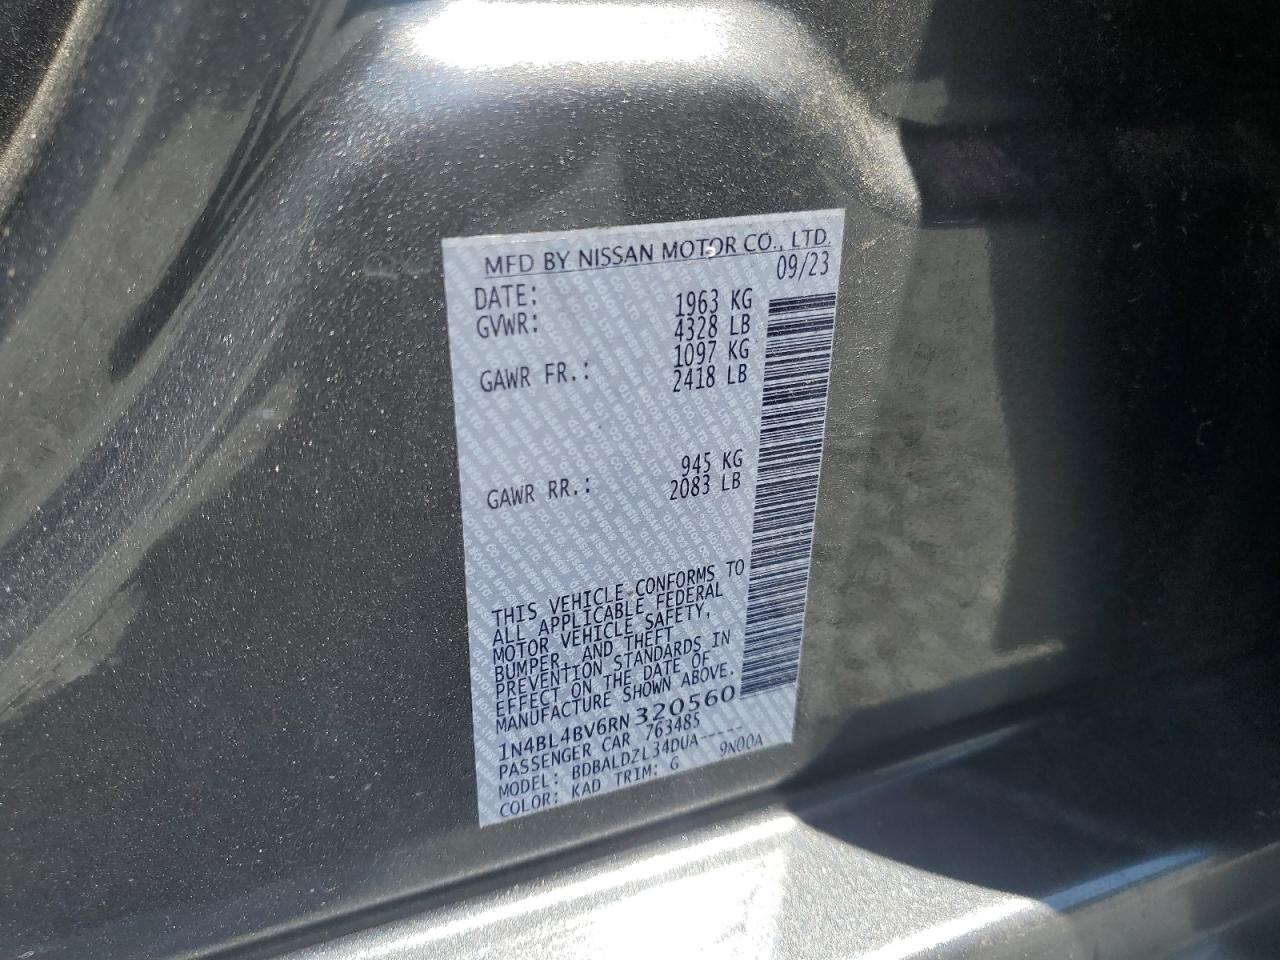 MFD BY NISSAN MOTOR CO., LTD.
DATE: 09/23
GVWR: 1963 KG
4328 LB
GAWR FR.: 1097 KG
2418 LB
GAWR RR.: 945 KG
2083 LB
THIS VEHICLE CONFORMS TO
ALL APPLICABLE FEDERAL
MOTOR VEHICLE SAFETY,
BUMPER, AND THEFT
PREVENTION STANDARDS IN
EFFECT ON THE DATE OF
MANUFACTURE SHOWN ABOVE.
1N4BL4BV6RN320560
PASSENGER CAR 763485
MODEL: BDBALDZL34DUA-----
COLOR: KAD TRIM: G 9N00A